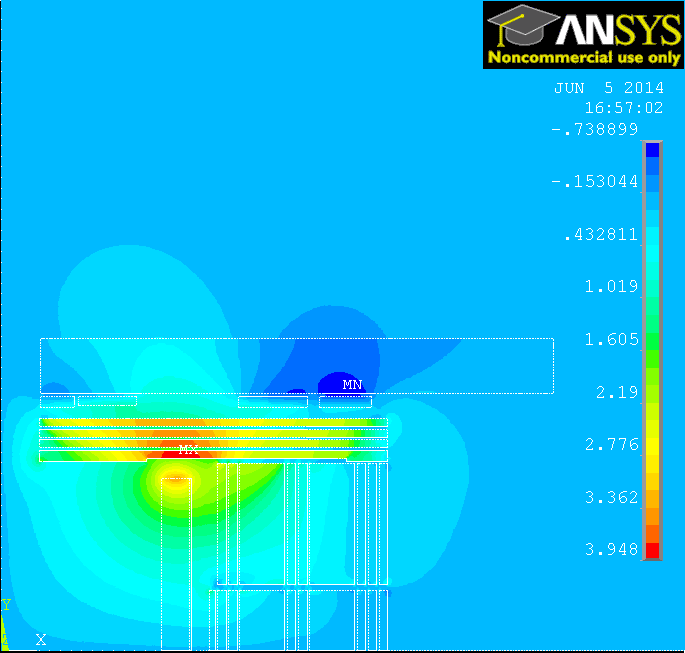 ANSYS
Noncommercial use only
JUN 5 2014
16:57:02
-.738899
-.153044
.432811
1.019
1.605
2.19
2.776
3.362
3.948
MN
MX
Y
X